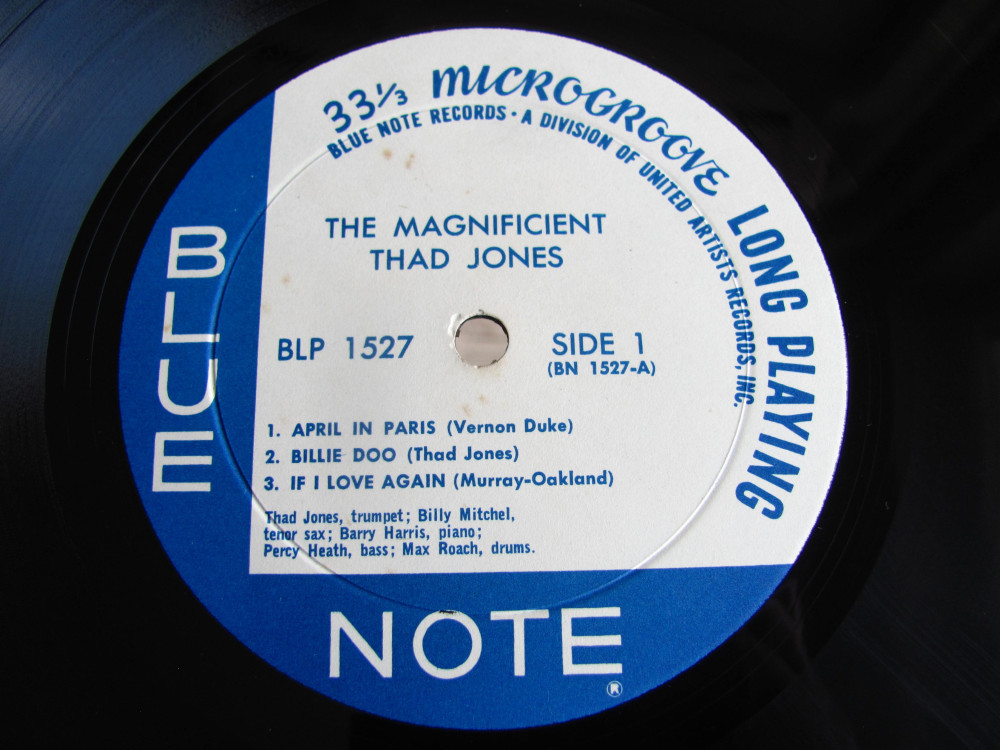 33⅓ MICROGROOVE LONG PLAYING
BLUE NOTE RECORDS · A DIVISION OF UNITED ARTISTS RECORDS, INC.
THE MAGNIFICIENT
THAD JONES
BLP 1527
SIDE 1
(BN 1527-A)
1. APRIL IN PARIS (Vernon Duke)
2. BILLIE DOO (Thad Jones)
3. IF I LOVE AGAIN (Murray-Oakland)
Thad Jones, trumpet; Billy Mitchel,
tenor sax; Barry Harris, piano;
Percy Heath, bass; Max Roach, drums.
BLUE
NOTE
®